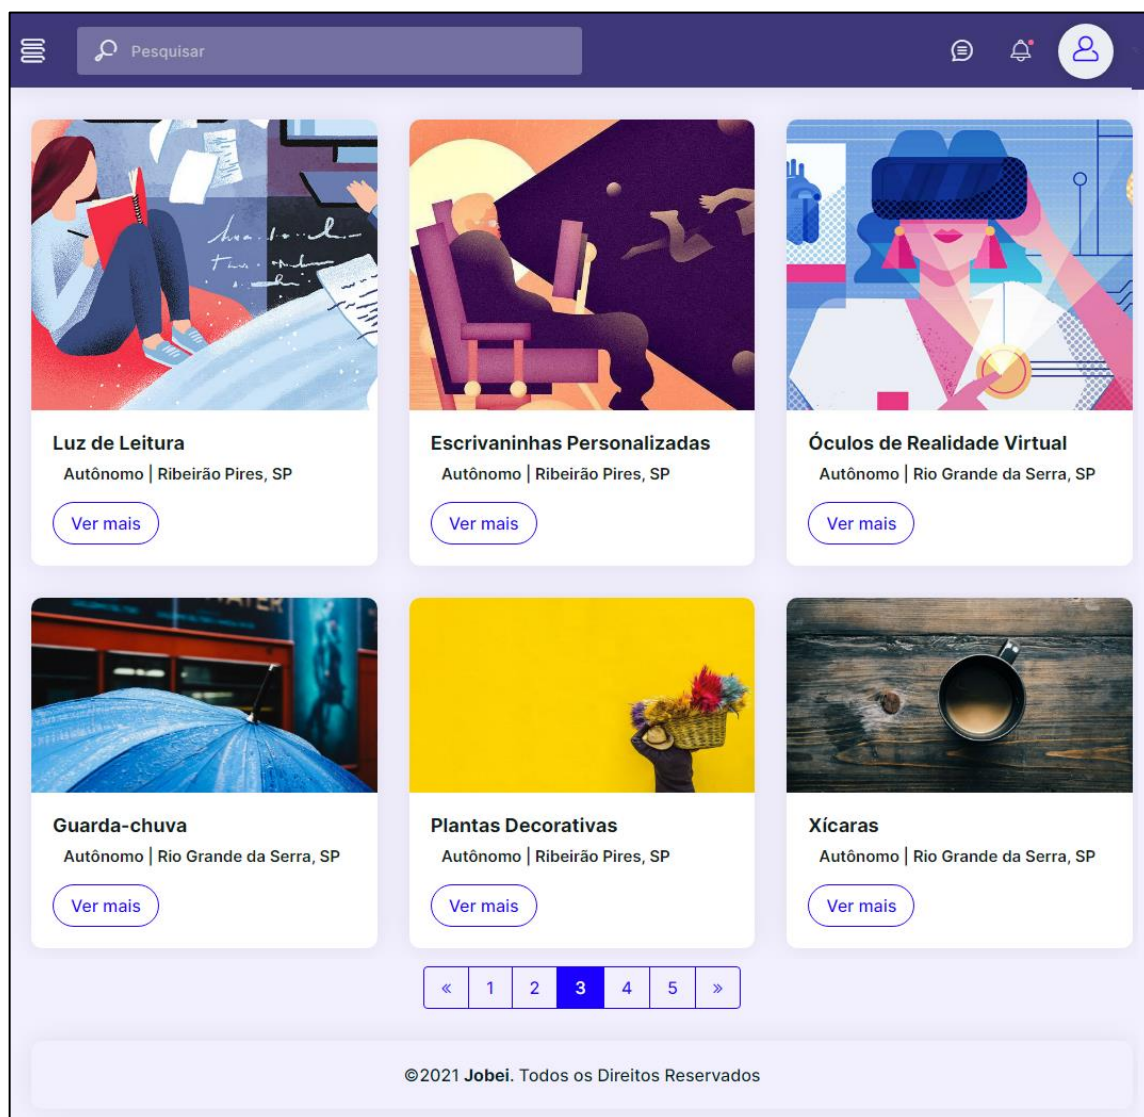 Pesquisar
Luz de Leitura
Autônomo | Ribeirão Pires, SP
Ver mais
Escrivaninhas Personalizadas
Autônomo | Ribeirão Pires, SP
Ver mais
Óculos de Realidade Virtual
Autônomo | Rio Grande da Serra, SP
Ver mais
Guarda-chuva
Autônomo | Rio Grande da Serra, SP
Ver mais
Plantas Decorativas
Autônomo | Ribeirão Pires, SP
Ver mais
Xícaras
Autônomo | Rio Grande da Serra, SP
Ver mais
« 1 2 3 4 5 »
©2021 Jobei. Todos os Direitos Reservados